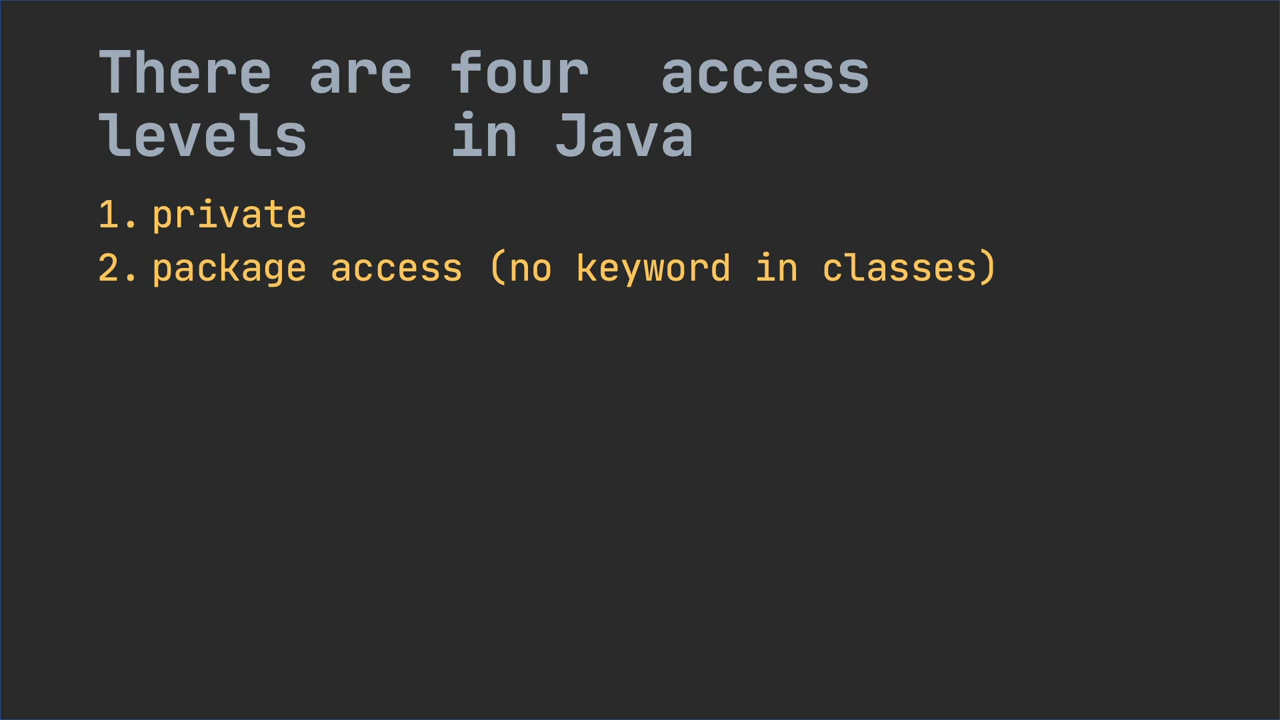 There are four  access
levels    in Java
1. private
2. package access (no keyword in classes)